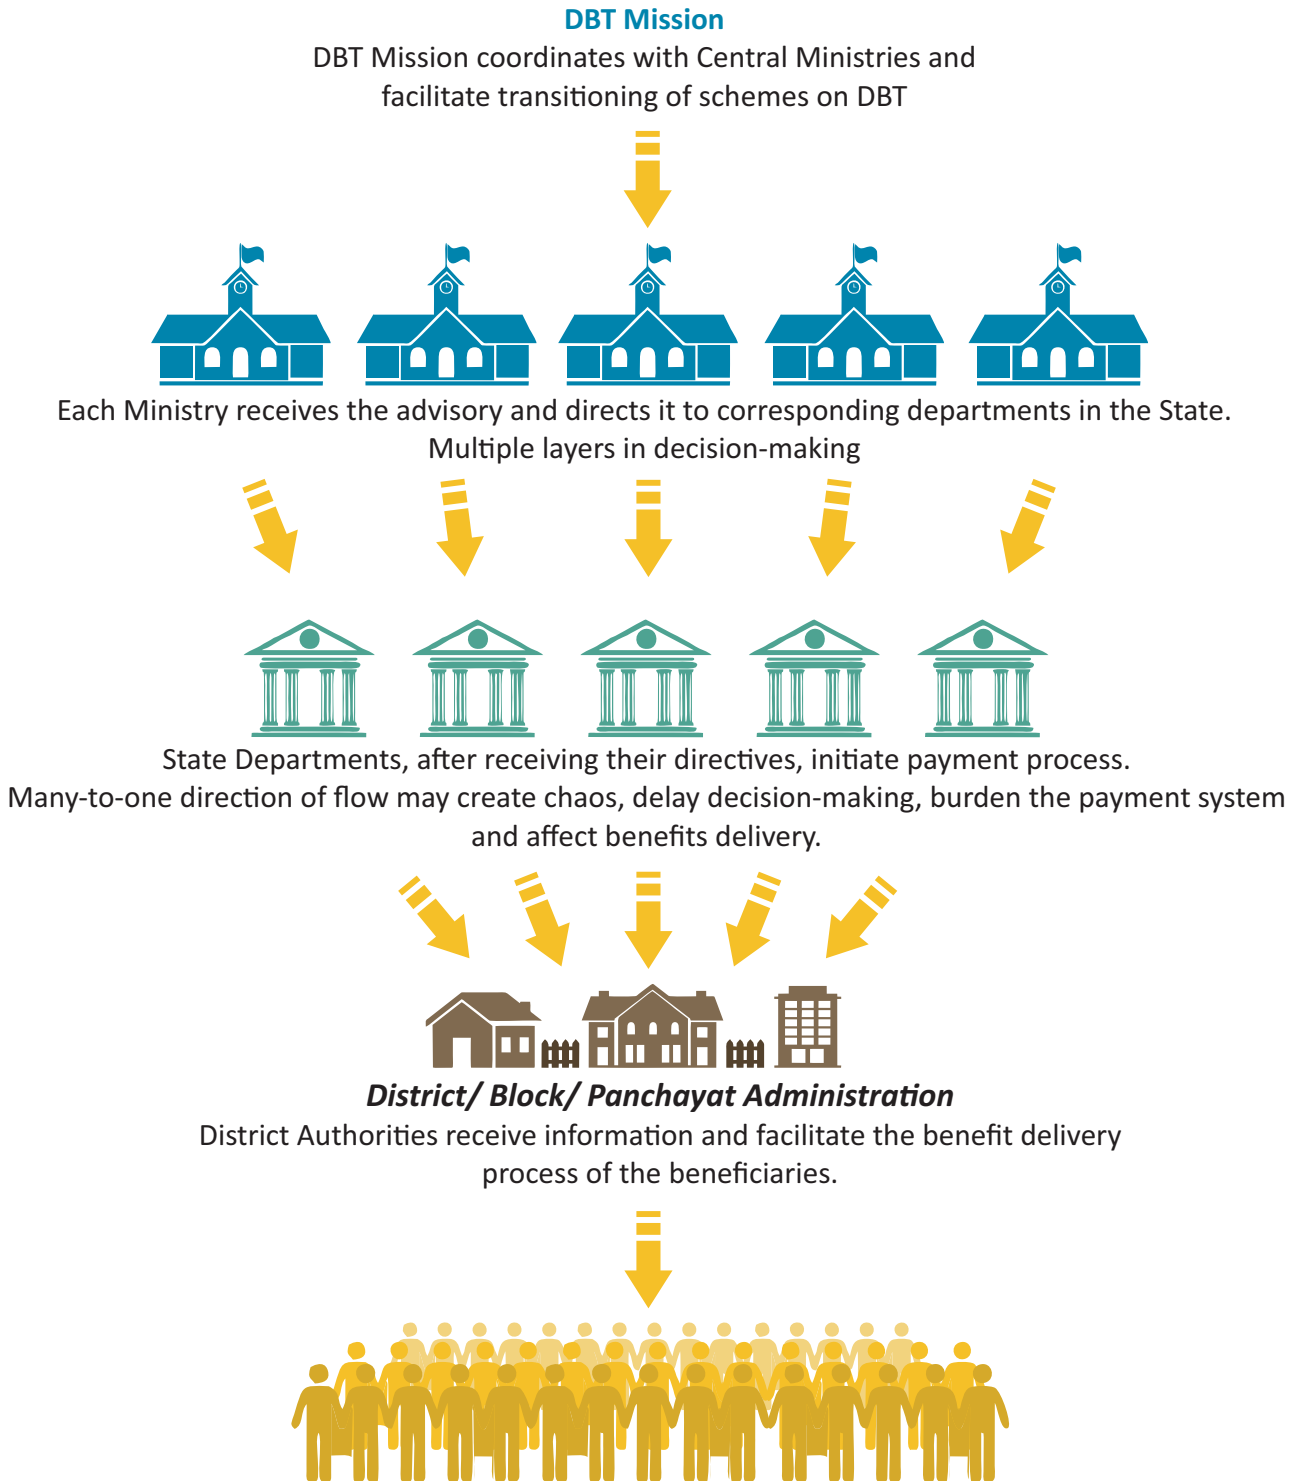 DBT Mission
DBT Mission coordinates with Central Ministries and
facilitate transitioning of schemes on DBT
Each Ministry receives the advisory and directs it to corresponding departments in the State.
Multiple layers in decision-making
State Departments, after receiving their directives, initiate payment process.
Many-to-one direction of flow may create chaos, delay decision-making, burden the payment system
and affect benefits delivery.
District/ Block/ Panchayat Administration
District Authorities receive information and facilitate the benefit delivery
process of the beneficiaries.